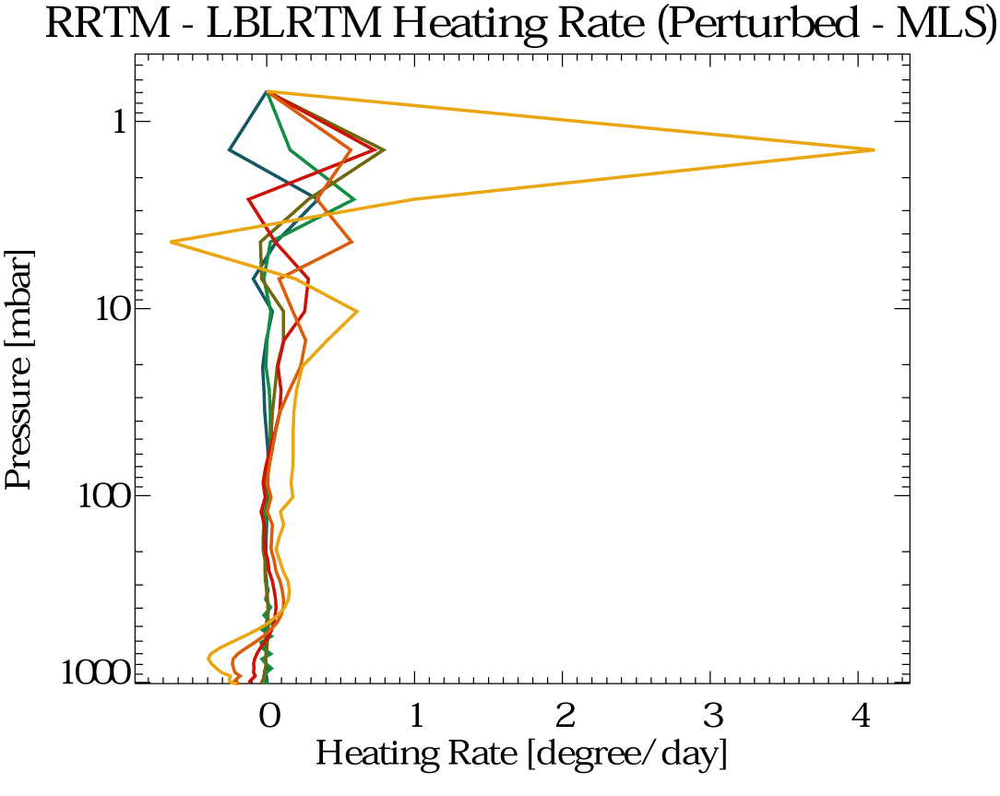 RRTM - LBLRTM Heating Rate (Perturbed - MLS)
1
10
100
1000
Pressure [mbar]
0 1 2 3 4
Heating Rate [degree/day]